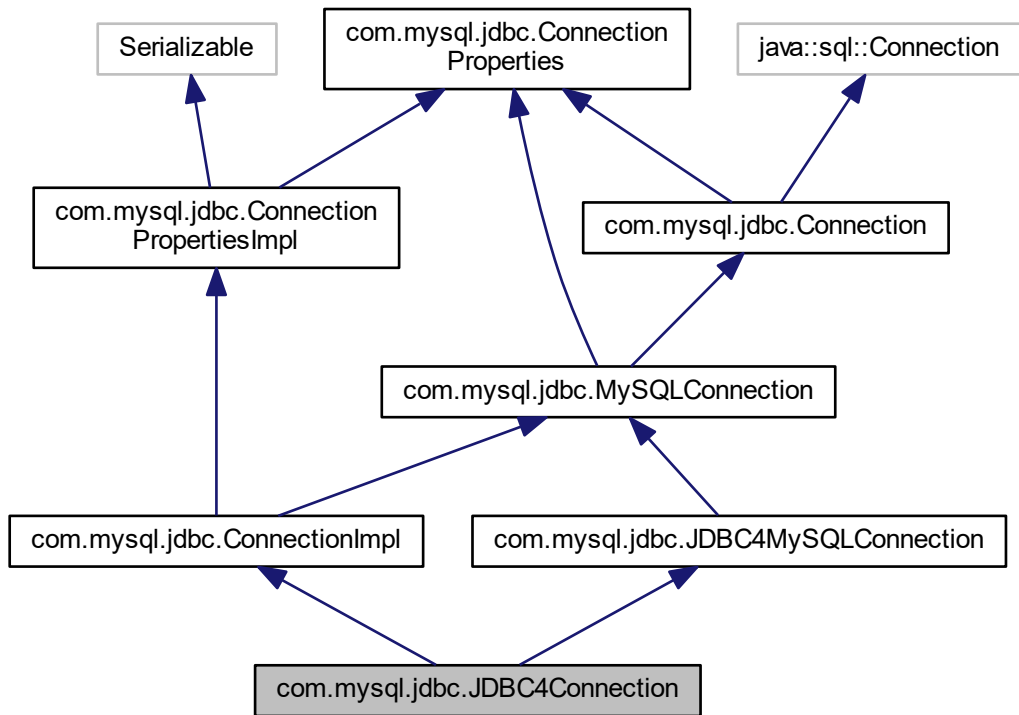 Serializable
com.mysql.jdbc.Connection
Properties
java::sql::Connection
com.mysql.jdbc.Connection
PropertiesImpl
com.mysql.jdbc.Connection
com.mysql.jdbc.MySQLConnection
com.mysql.jdbc.ConnectionImpl
com.mysql.jdbc.JDBC4MySQLConnection
com.mysql.jdbc.JDBC4Connection